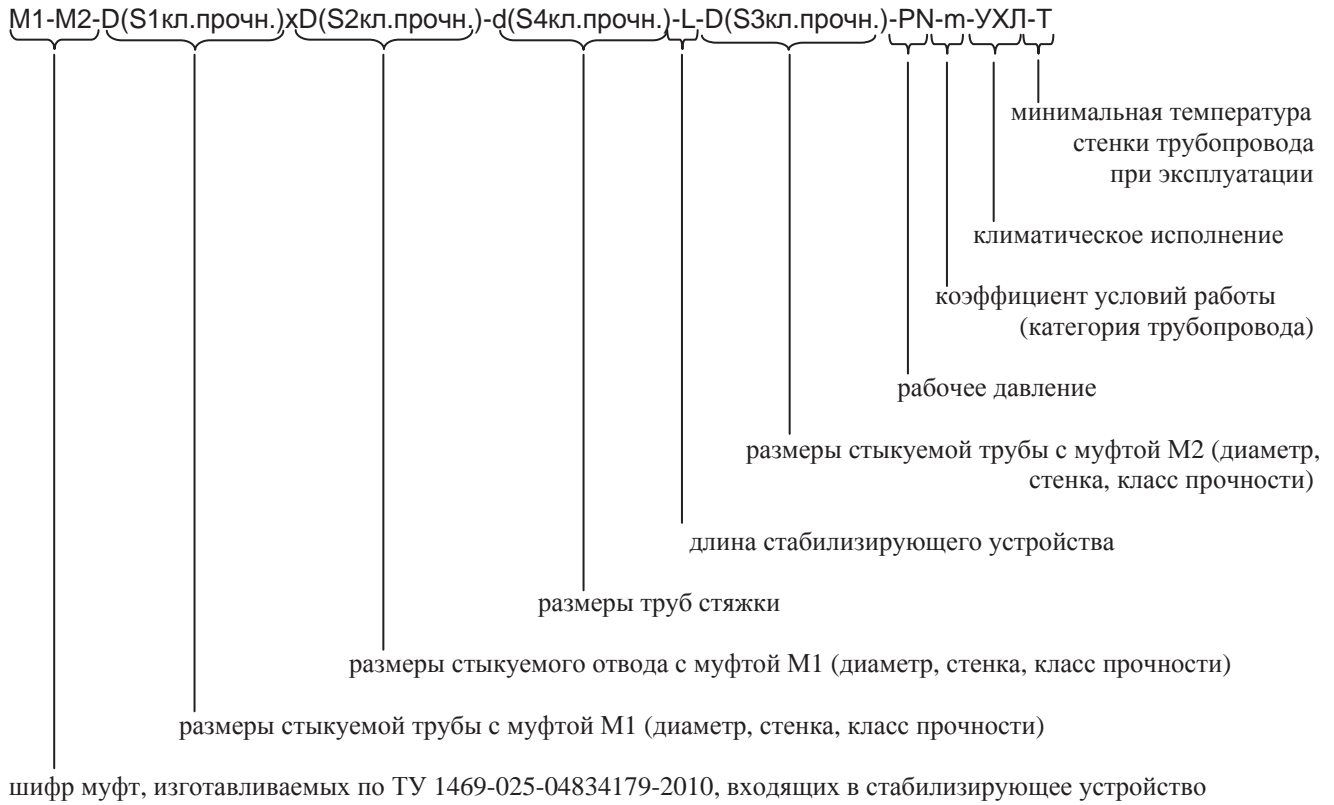 М1-М2-D(S1кл.прочн.)xD(S2кл.прочн.)-d(S4кл.прочн.)-L-D(S3кл.прочн.)-PN-m-УХЛ-Т
минимальная температура
стенки трубопровода
при эксплуатации
климатическое исполнение
коэффициент условий работы
(категория трубопровода)
рабочее давление
размеры стыкуемой трубы с муфтой М2 (диаметр,
стенка, класс прочности)
длина стабилизирующего устройства
размеры труб стяжки
размеры стыкуемого отвода с муфтой М1 (диаметр, стенка, класс прочности)
размеры стыкуемой трубы с муфтой М1 (диаметр, стенка, класс прочности)
шифр муфт, изготавливаемых по ТУ 1469-025-04834179-2010, входящих в стабилизирующее устройство